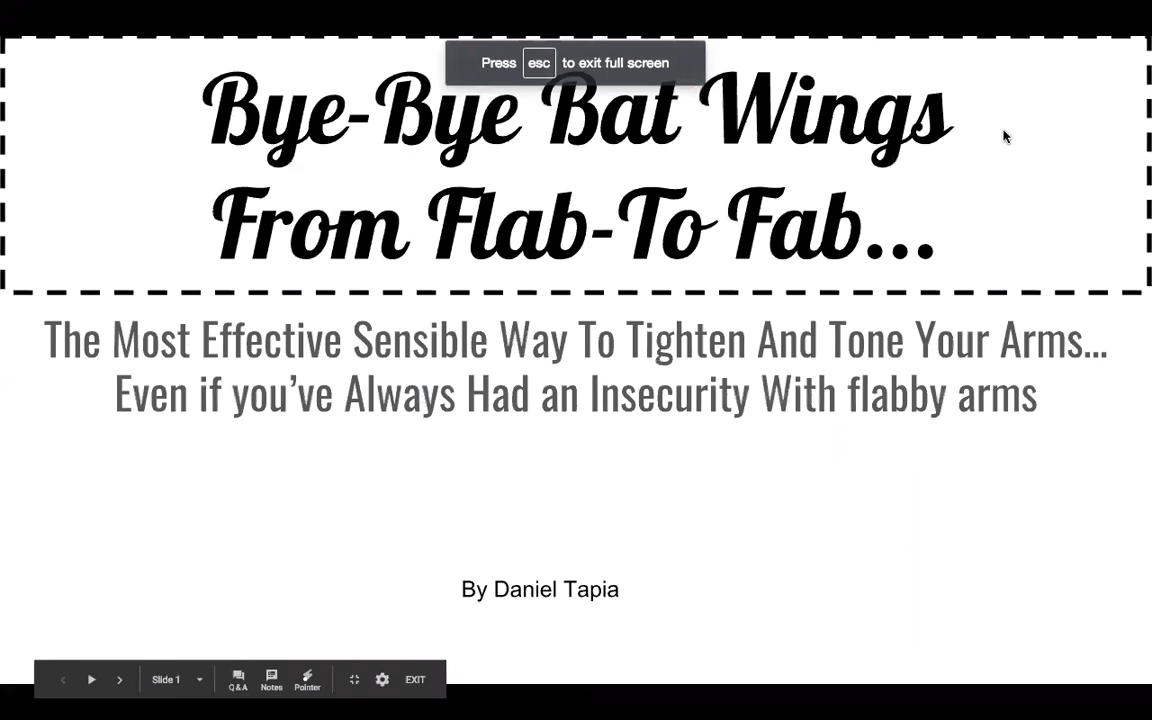 Press esc to exit full screen
Bye-Bye Bat Wings
From Flab-To Fab...
The Most Effective Sensible Way To Tighten And Tone Your Arms...
Even if you’ve Always Had an Insecurity With flabby arms
By Daniel Tapia
Slide 1
Q&A
Notes
Pointer
EXIT